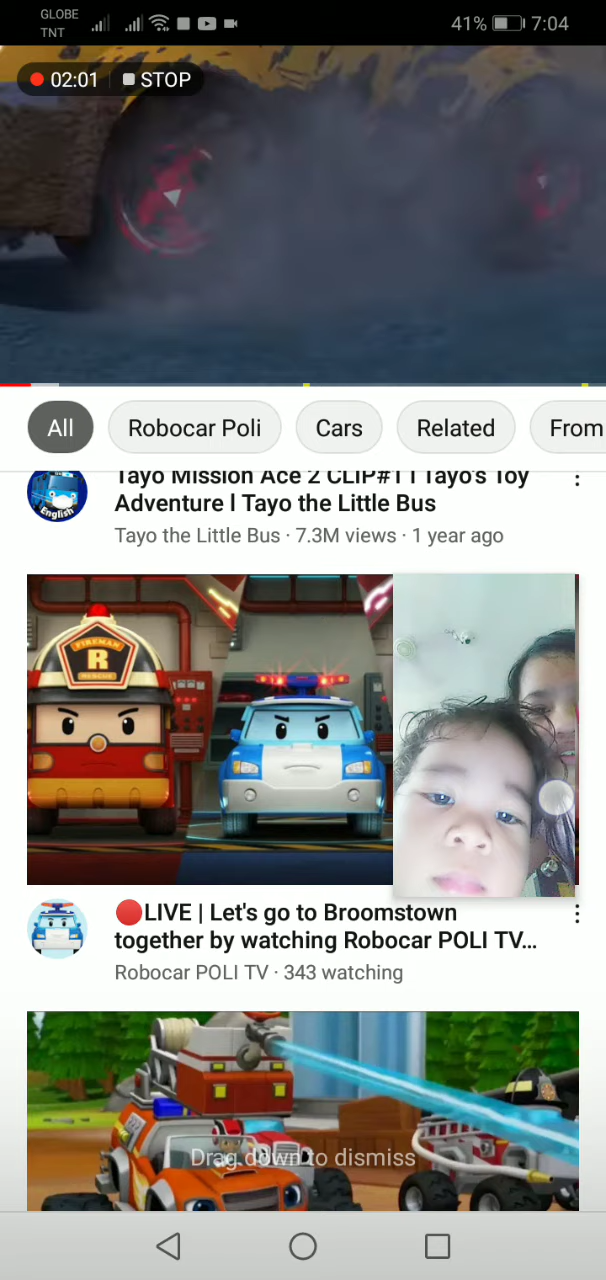 GLOBE
TNT
41% 7:04
02:01 STOP
All Robocar Poli Cars Related From
Tayo Mission Ace 2 CLIP#1 l Tayo's Toy
Adventure l Tayo the Little Bus
English
Tayo the Little Bus · 7.3M views · 1 year ago
FIREMAN
R
RESCUE
🔴LIVE | Let's go to Broomstown
together by watching Robocar POLI TV...
Robocar POLI TV · 343 watching
Drag down to dismiss